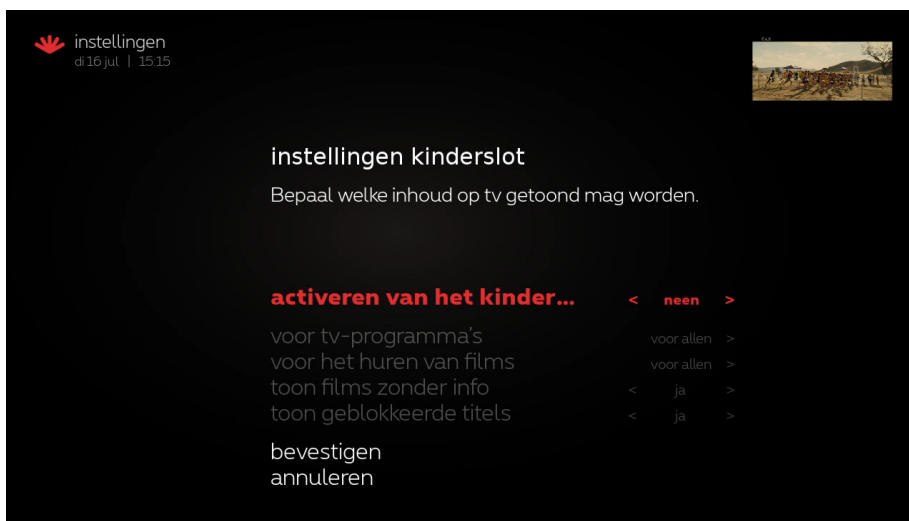 instellingen
di 16 jul | 15:15
instellingen kinderslot
Bepaal welke inhoud op tv getoond mag worden.
activeren van het kinder... < neen >
voor tv-programma's voor allen >
voor het huren van films voor allen >
toon films zonder info < ja >
toon geblokkeerde titels < ja >
bevestigen
annuleren